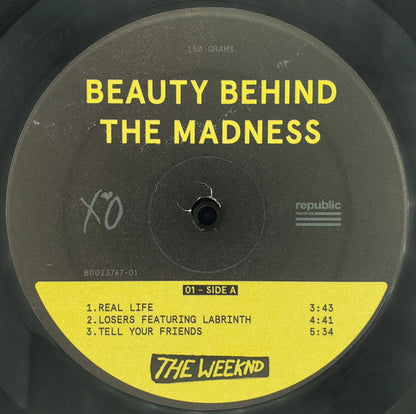 150 GRAMS
BEAUTY BEHIND
THE MADNESS
XO
republic
records
B0023767-01
01 - SIDE A
1.REAL LIFE 3:43
2.LOSERS FEATURING LABRINTH 4:41
3.TELL YOUR FRIENDS 5:34
THE WEEKND